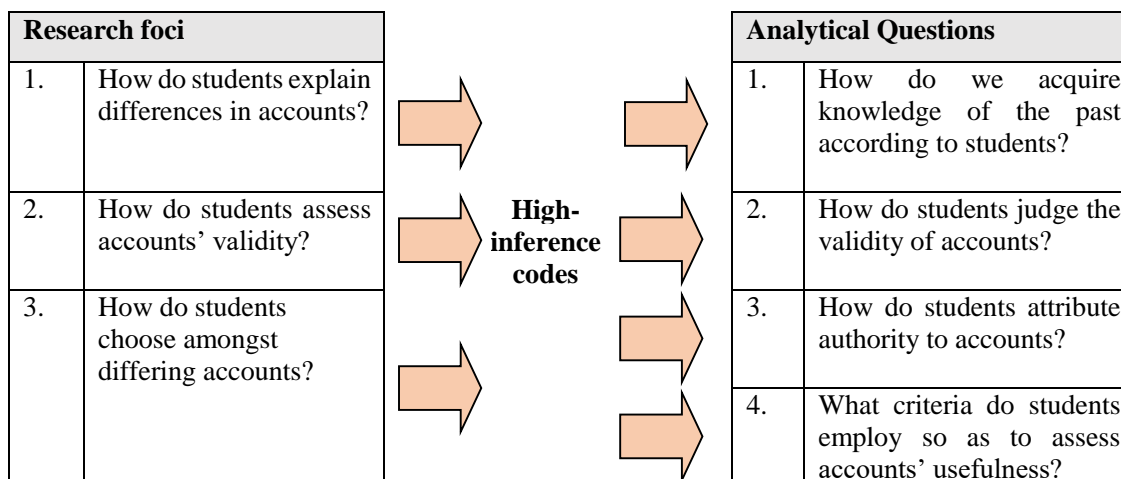 Research foci
1. How do students explain
differences in accounts?
2. How do students assess
accounts’ validity?
3. How do students
choose amongst
differing accounts?
High-
inference
codes
Analytical Questions
1. How do we acquire
knowledge of the past
according to students?
2. How do students judge the
validity of accounts?
3. How do students attribute
authority to accounts?
4. What criteria do students
employ so as to assess
accounts’ usefulness?